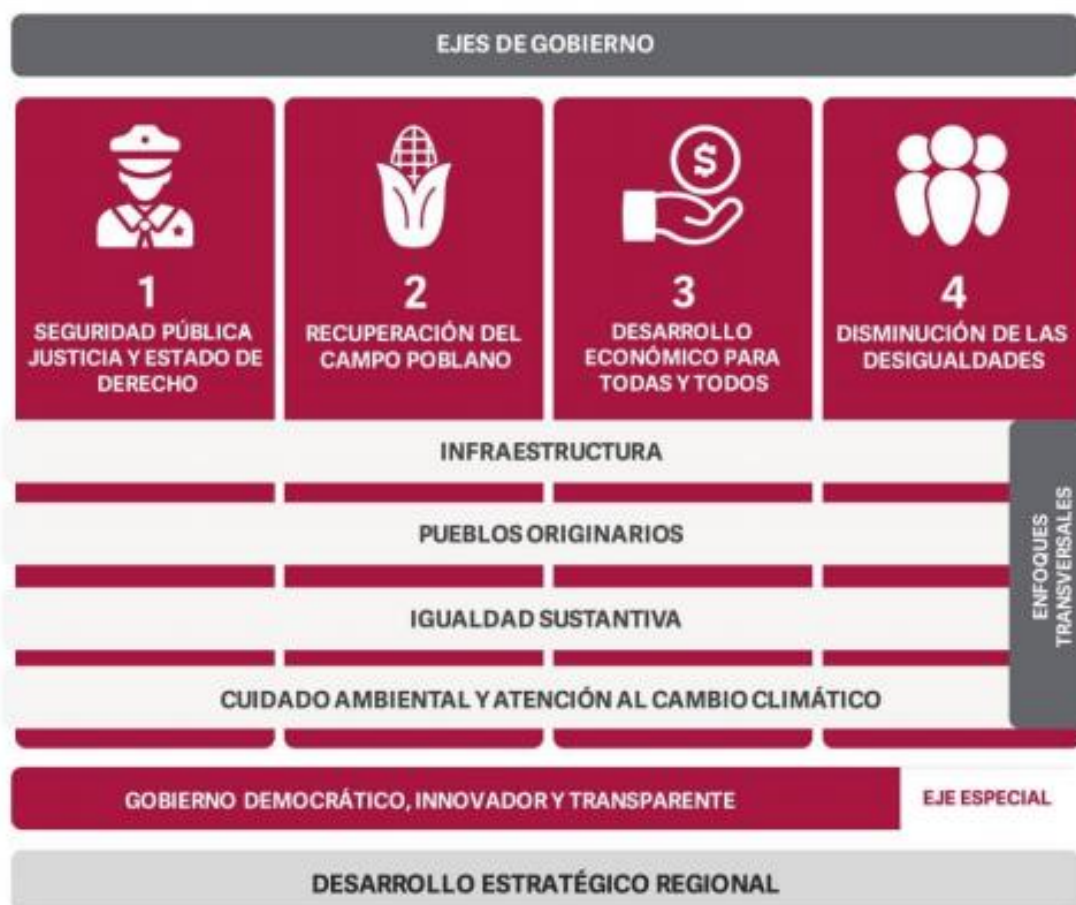 EJES DE GOBIERNO
$
1
SEGURIDAD PÚBLICA
JUSTICIA Y ESTADO DE
DERECHO
2
RECUPERACIÓN DEL
CAMPO POBLANO
3
DESARROLLO
ECONÓMICO PARA
TODAS Y TODOS
4
DISMINUCIÓN DE LAS
DESIGUALDADES
INFRAESTRUCTURA
PUEBLOS ORIGINARIOS
IGUALDAD SUSTANTIVA
CUIDADO AMBIENTAL Y ATENCIÓN AL CAMBIO CLIMÁTICO
ENFOQUES
TRANSVERSALES
GOBIERNO DEMOCRÁTICO, INNOVADOR Y TRANSPARENTE
EJE ESPECIAL
DESARROLLO ESTRATÉGICO REGIONAL